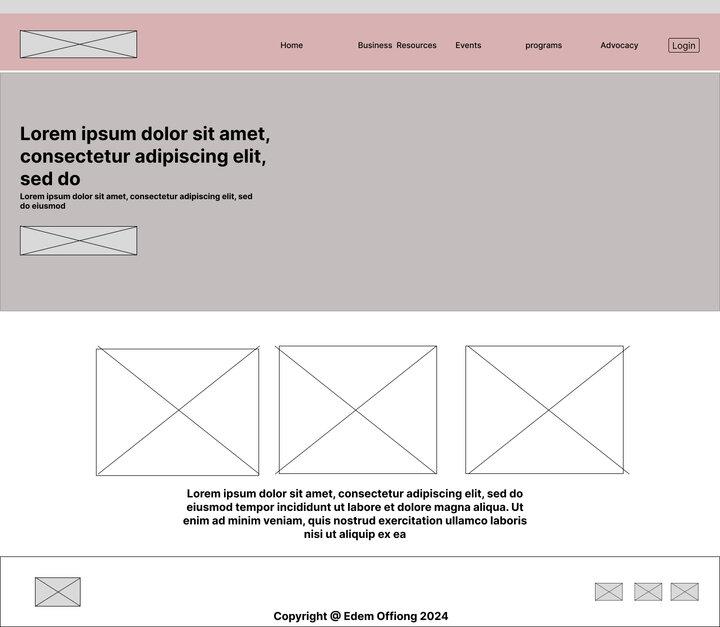 Home Business Resources Events programs Advocacy Login
Lorem ipsum dolor sit amet,
consectetur adipiscing elit,
sed do
Lorem ipsum dolor sit amet, consectetur adipiscing elit, sed
do eiusmod
Lorem ipsum dolor sit amet, consectetur adipiscing elit, sed do
eiusmod tempor incididunt ut labore et dolore magna aliqua. Ut
enim ad minim veniam, quis nostrud exercitation ullamco laboris
nisi ut aliquip ex ea
Copyright @ Edem Offiong 2024